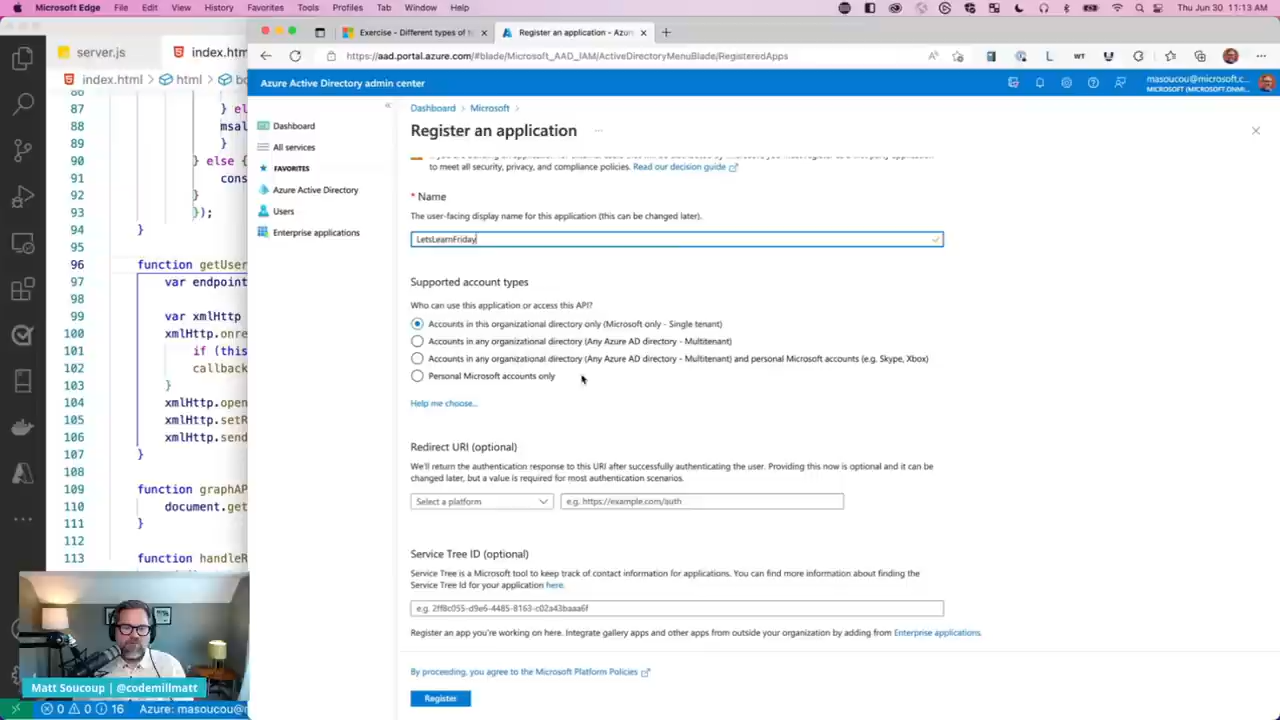 Microsoft Edge File Edit View History Favorites Tools Profiles Tab Window Help Thu Jun 30 11:13 AM
server.js
index.htm
index.html html
Exercise - Different types of
Register an application - Azu
https://aad.portal.azure.com/#blade/Microsoft_AAD_IAM/ActiveDirectoryMenuBlade/RegisteredApps
Azure Active Directory admin center
masoucou@microsoft.c...
MICROSOFT (MICROSOFT.ONMI...
86
87 } el
88 msal
89 }
90 } else {
91 cons
92 }
93 });
94 }
95
96 function getUser
97 var endpoint
98
99 var xmlHttp
100 xmlHttp.onre
101 if (this
102 callback
103 }
104 xmlHttp.open
105 xmlHttp.setR
106 xmlHttp.send
107 }
108
109 function graphAP
110 document.get
111 }
112
113 function handleR
Dashboard
All services
FAVORITES
Azure Active Directory
Users
Enterprise applications
Dashboard > Microsoft >
Register an application ...
to meet all security, privacy, and compliance policies. Read our decision guide
* Name
The user-facing display name for this application (this can be changed later).
LetsLearnFriday
Supported account types
Who can use this application or access this API?
Accounts in this organizational directory only (Microsoft only - Single tenant)
Accounts in any organizational directory (Any Azure AD directory - Multitenant)
Accounts in any organizational directory (Any Azure AD directory - Multitenant) and personal Microsoft accounts (e.g. Skype, Xbox)
Personal Microsoft accounts only
Help me choose...
Redirect URI (optional)
We'll return the authentication response to this URI after successfully authenticating the user. Providing this now is optional and it can be
changed later, but a value is required for most authentication scenarios.
Select a platform
e.g. https://example.com/auth
Service Tree ID (optional)
Service Tree is a Microsoft tool to keep track of contact information for applications. You can find more information about finding the
Service Tree Id for your application here.
e.g. 2ff8c055-d9e6-4485-8163-c02a43baaa6f
Register an app you're working on here. Integrate gallery apps and other apps from outside your organization by adding from Enterprise applications.
By proceeding, you agree to the Microsoft Platform Policies
Register
Matt Soucoup | @codemillmatt
0 0 16 Azure: masoucou@m